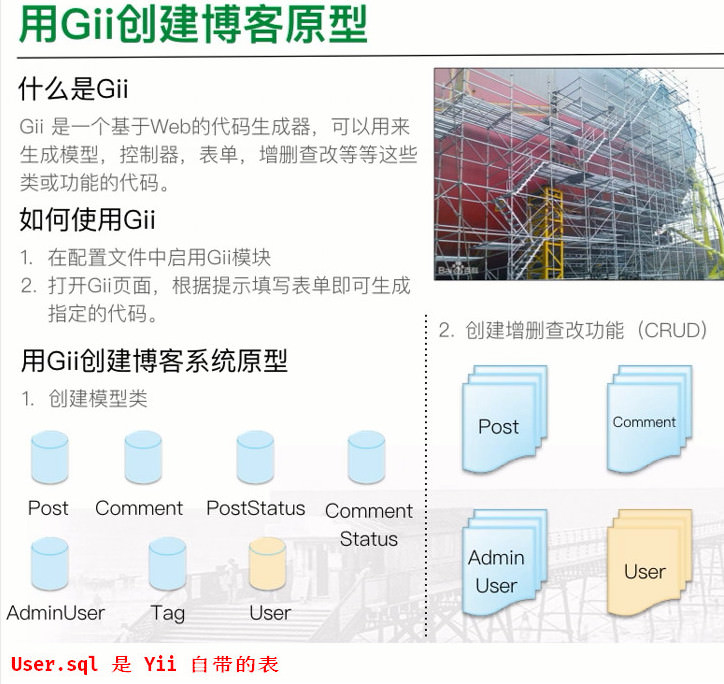 用Gii创建博客原型
什么是Gii
Gii 是一个基于Web的代码生成器，可以用来
生成模型，控制器，表单，增删查改等等这些
类或功能的代码。
如何使用Gii
1. 在配置文件中启用Gii模块
2. 打开Gii页面，根据提示填写表单即可生成
指定的代码。
用Gii创建博客系统原型
1. 创建模型类
Post
Comment
PostStatus
Comment
Status
AdminUser
Tag
User
2. 创建增删查改功能（CRUD）
Post
Comment
Admin
User
User
Baidu百科
User.sql 是 Yii 自带的表